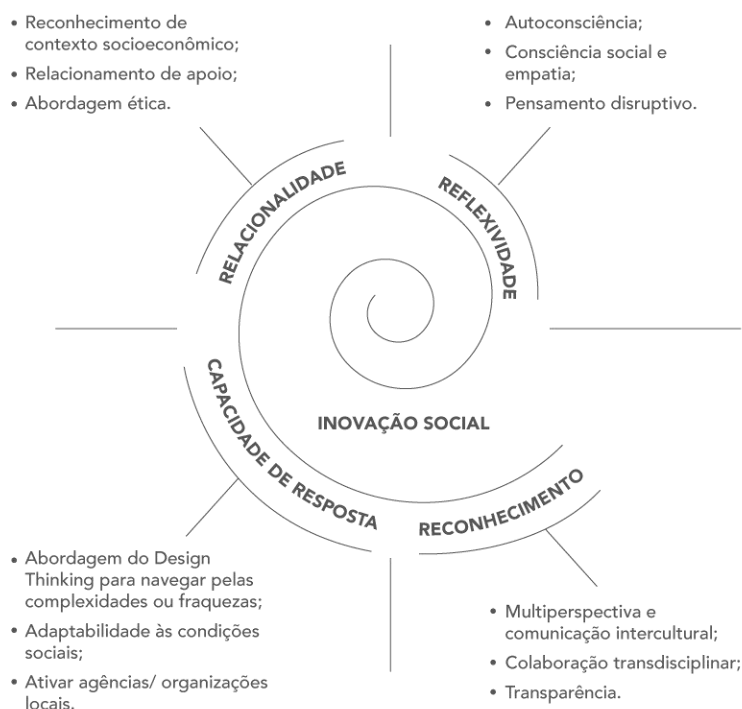 • Reconhecimento de
contexto socioeconômico;
• Relacionamento de apoio;
• Abordagem ética.
• Autoconsciência;
• Consciência social e
empatia;
• Pensamento disruptivo.
RELACIONALIDADE
REFLEXIVIDADE
INOVAÇÃO SOCIAL
CAPACIDADE DE RESPOSTA
RECONHECIMENTO
• Abordagem do Design
Thinking para navegar pelas
complexidades ou fraquezas;
• Adaptabilidade às condições
sociais;
• Ativar agências/ organizações
locais.
• Multiperspectiva e
comunicação intercultural;
• Colaboração transdisciplinar;
• Transparência.